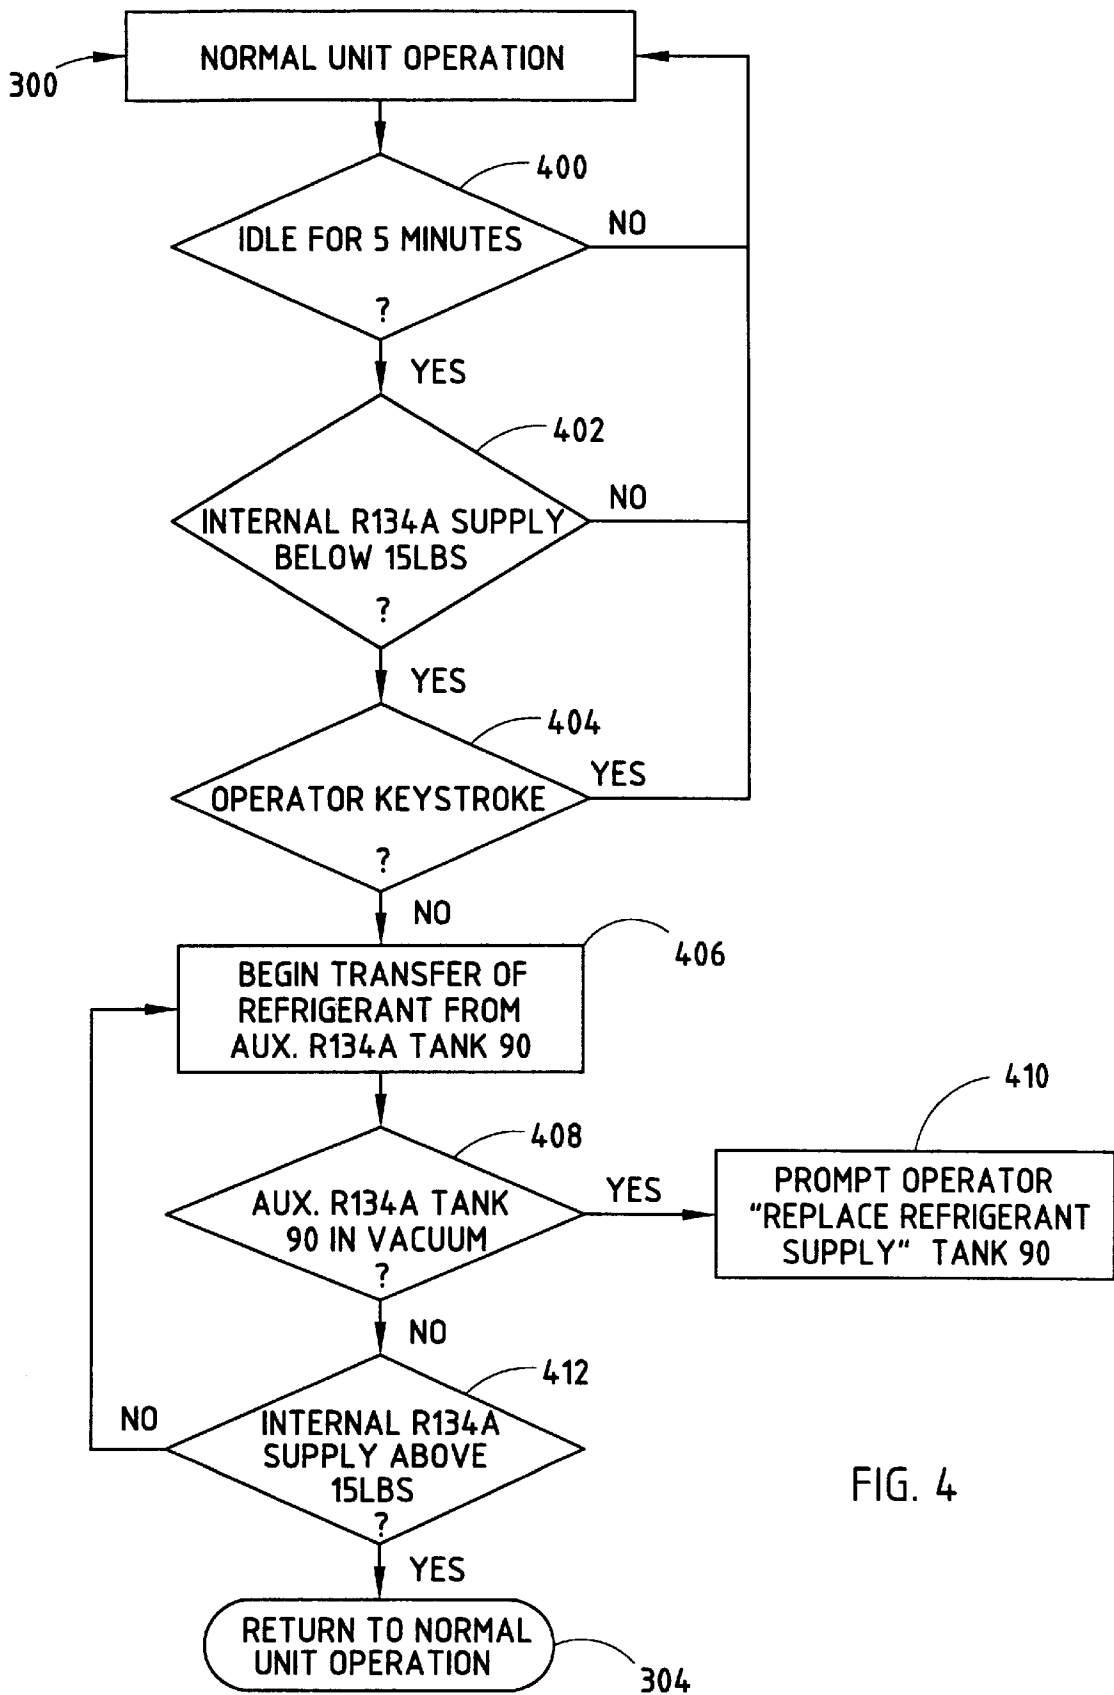 NORMAL UNIT OPERATION
300
400
IDLE FOR 5 MINUTES
NO
?
YES
402
NO
INTERNAL R134A SUPPLY
BELOW 15LBS
?
YES
404
YES
OPERATOR KEYSTROKE
?
NO
406
BEGIN TRANSFER OF
REFRIGERANT FROM
AUX. R134A TANK 90
410
408
YES
PROMPT OPERATOR
"REPLACE REFRIGERANT
SUPPLY" TANK 90
AUX. R134A TANK
90 IN VACUUM
?
NO
412
NO
INTERNAL R134A
SUPPLY ABOVE
15LBS
?
FIG. 4
YES
RETURN TO NORMAL
UNIT OPERATION
304